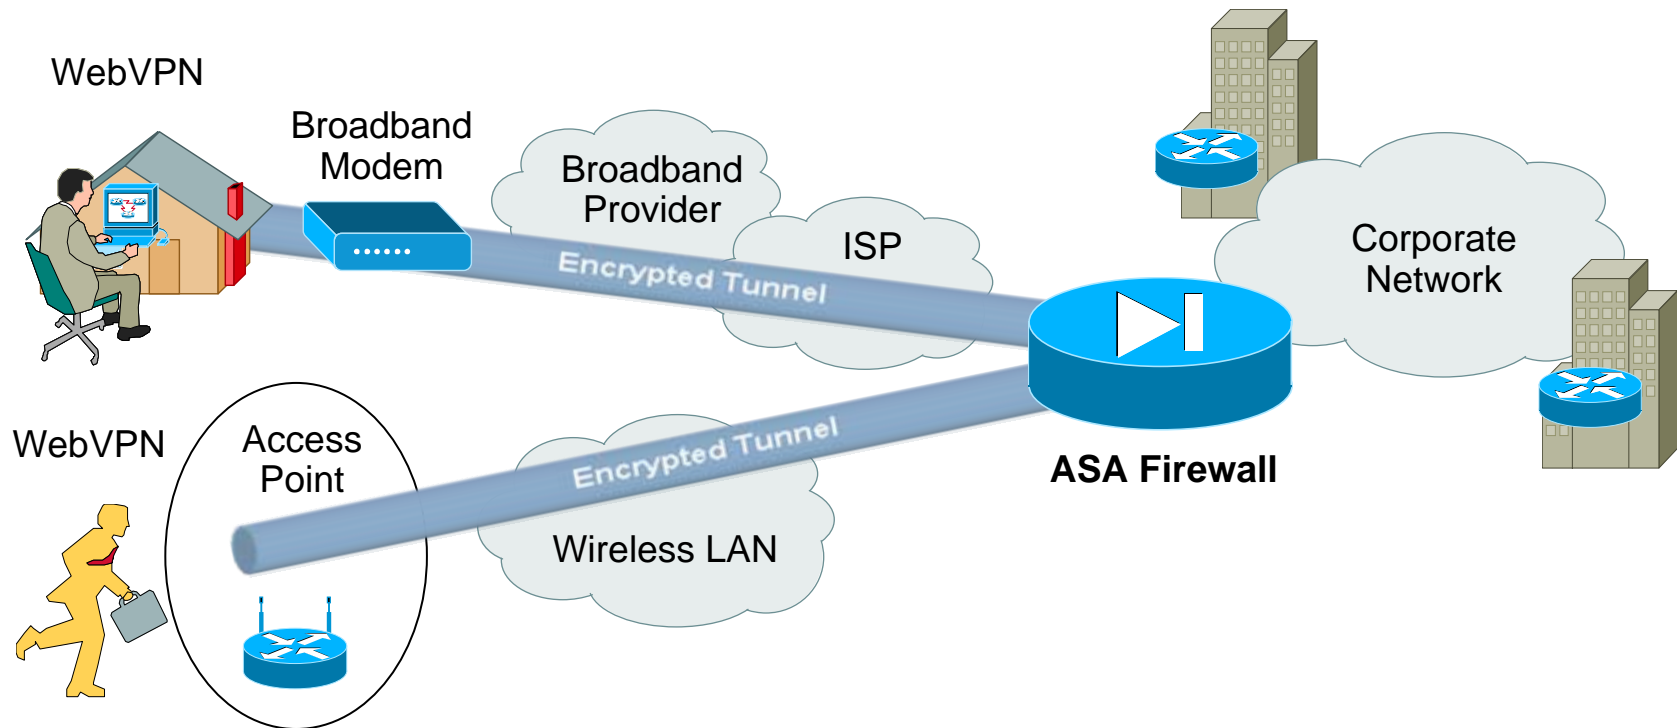 WebVPN
Broadband
Modem
Broadband
Provider
ISP
Encrypted Tunnel
Corporate
Network
WebVPN
Access
Point
Encrypted Tunnel
Wireless LAN
ASA Firewall